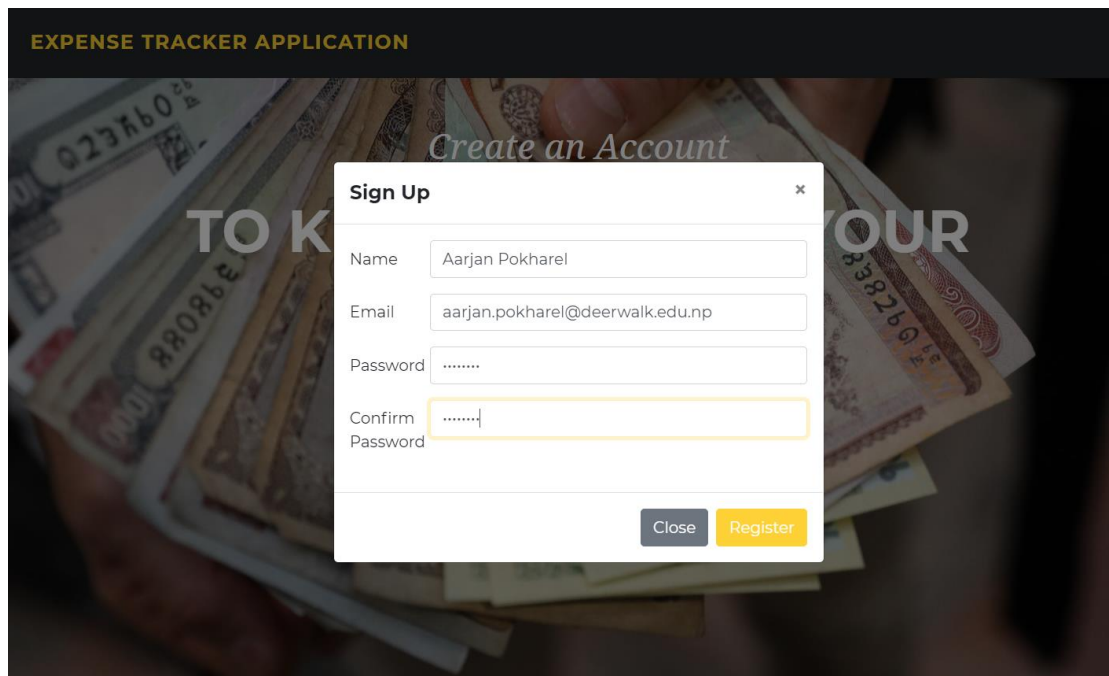 EXPENSE TRACKER APPLICATION
Create an Account
TO K
OUR
Sign Up ×
Name Aarjan Pokharel
Email aarjan.pokharel@deerwalk.edu.np
Password ········
Confirm ········
Password
Close Register